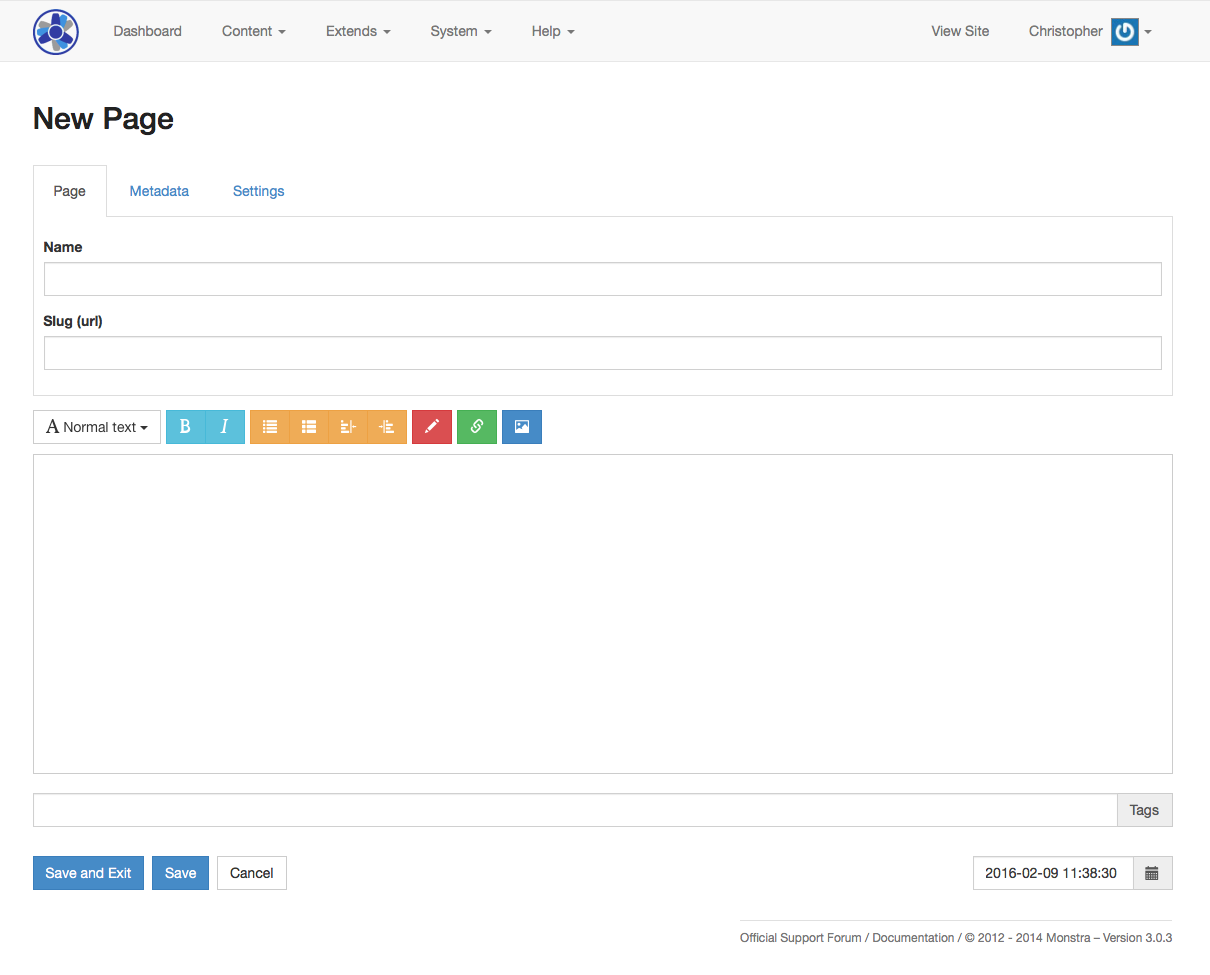 Dashboard Content Extends System Help View Site Christopher
New Page
Page Metadata Settings
Name
Slug (url)
A Normal text B I
Tags
Save and Exit Save Cancel 2016-02-09 11:38:30
Official Support Forum / Documentation / © 2012 - 2014 Monstra – Version 3.0.3